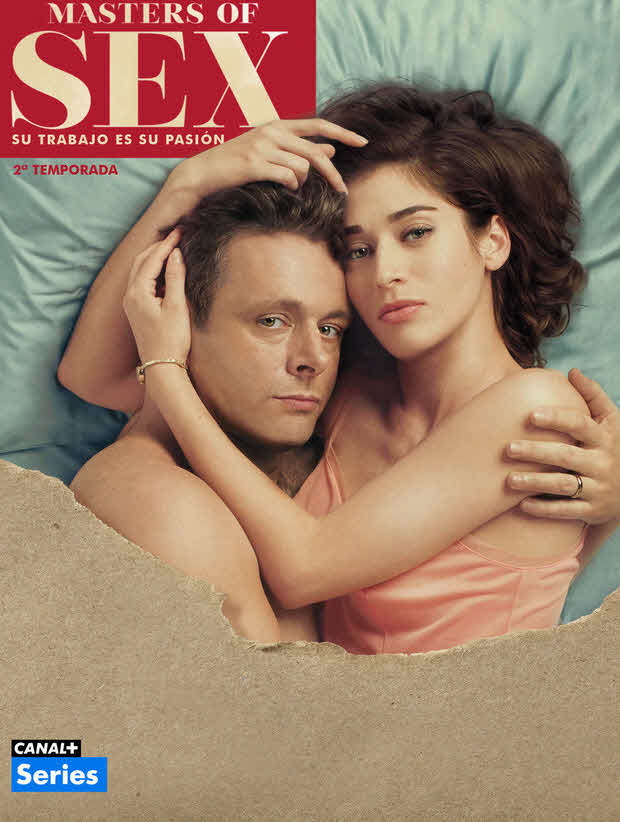 MASTERS OF
SEX
SU TRABAJO ES SU PASIÓN
2ª TEMPORADA
CANAL+
Series